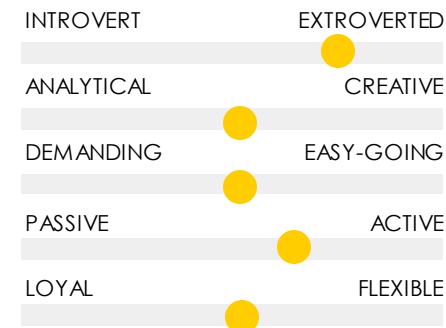 INTROVERT EXTROVERTED
ANALYTICAL CREATIVE
DEMANDING EASY-GOING
PASSIVE ACTIVE
LOYAL FLEXIBLE